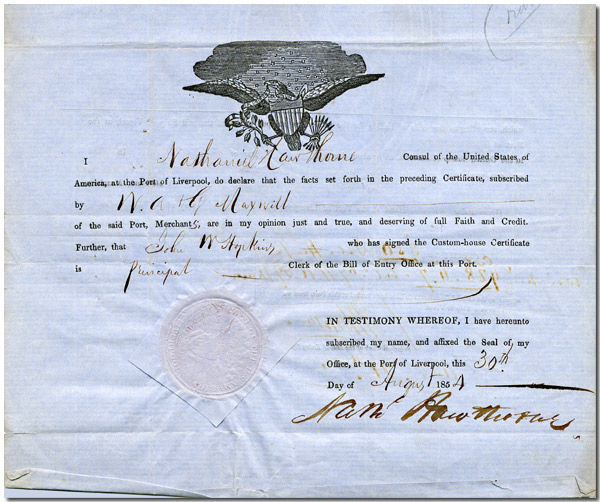 I Nathaniel Hawthorne Consul of the United States of
America, at the Port of Liverpool, do declare that the facts set forth in the preceding Certificate, subscribed
by W. A & G Maxwell
of the said Port, Merchants, are in my opinion just and true, and deserving of full Faith and Credit.
Further, that John W Hopkins who has signed the Custom-house Certificate
is Principal Clerk of the Bill of Entry Office at this Port.
IN TESTIMONY WHEREOF, I have hereunto
subscribed my name, and affixed the Seal of my
Office, at the Port of Liverpool, this 30th
Day of August 1854
Nathl Hawthorne